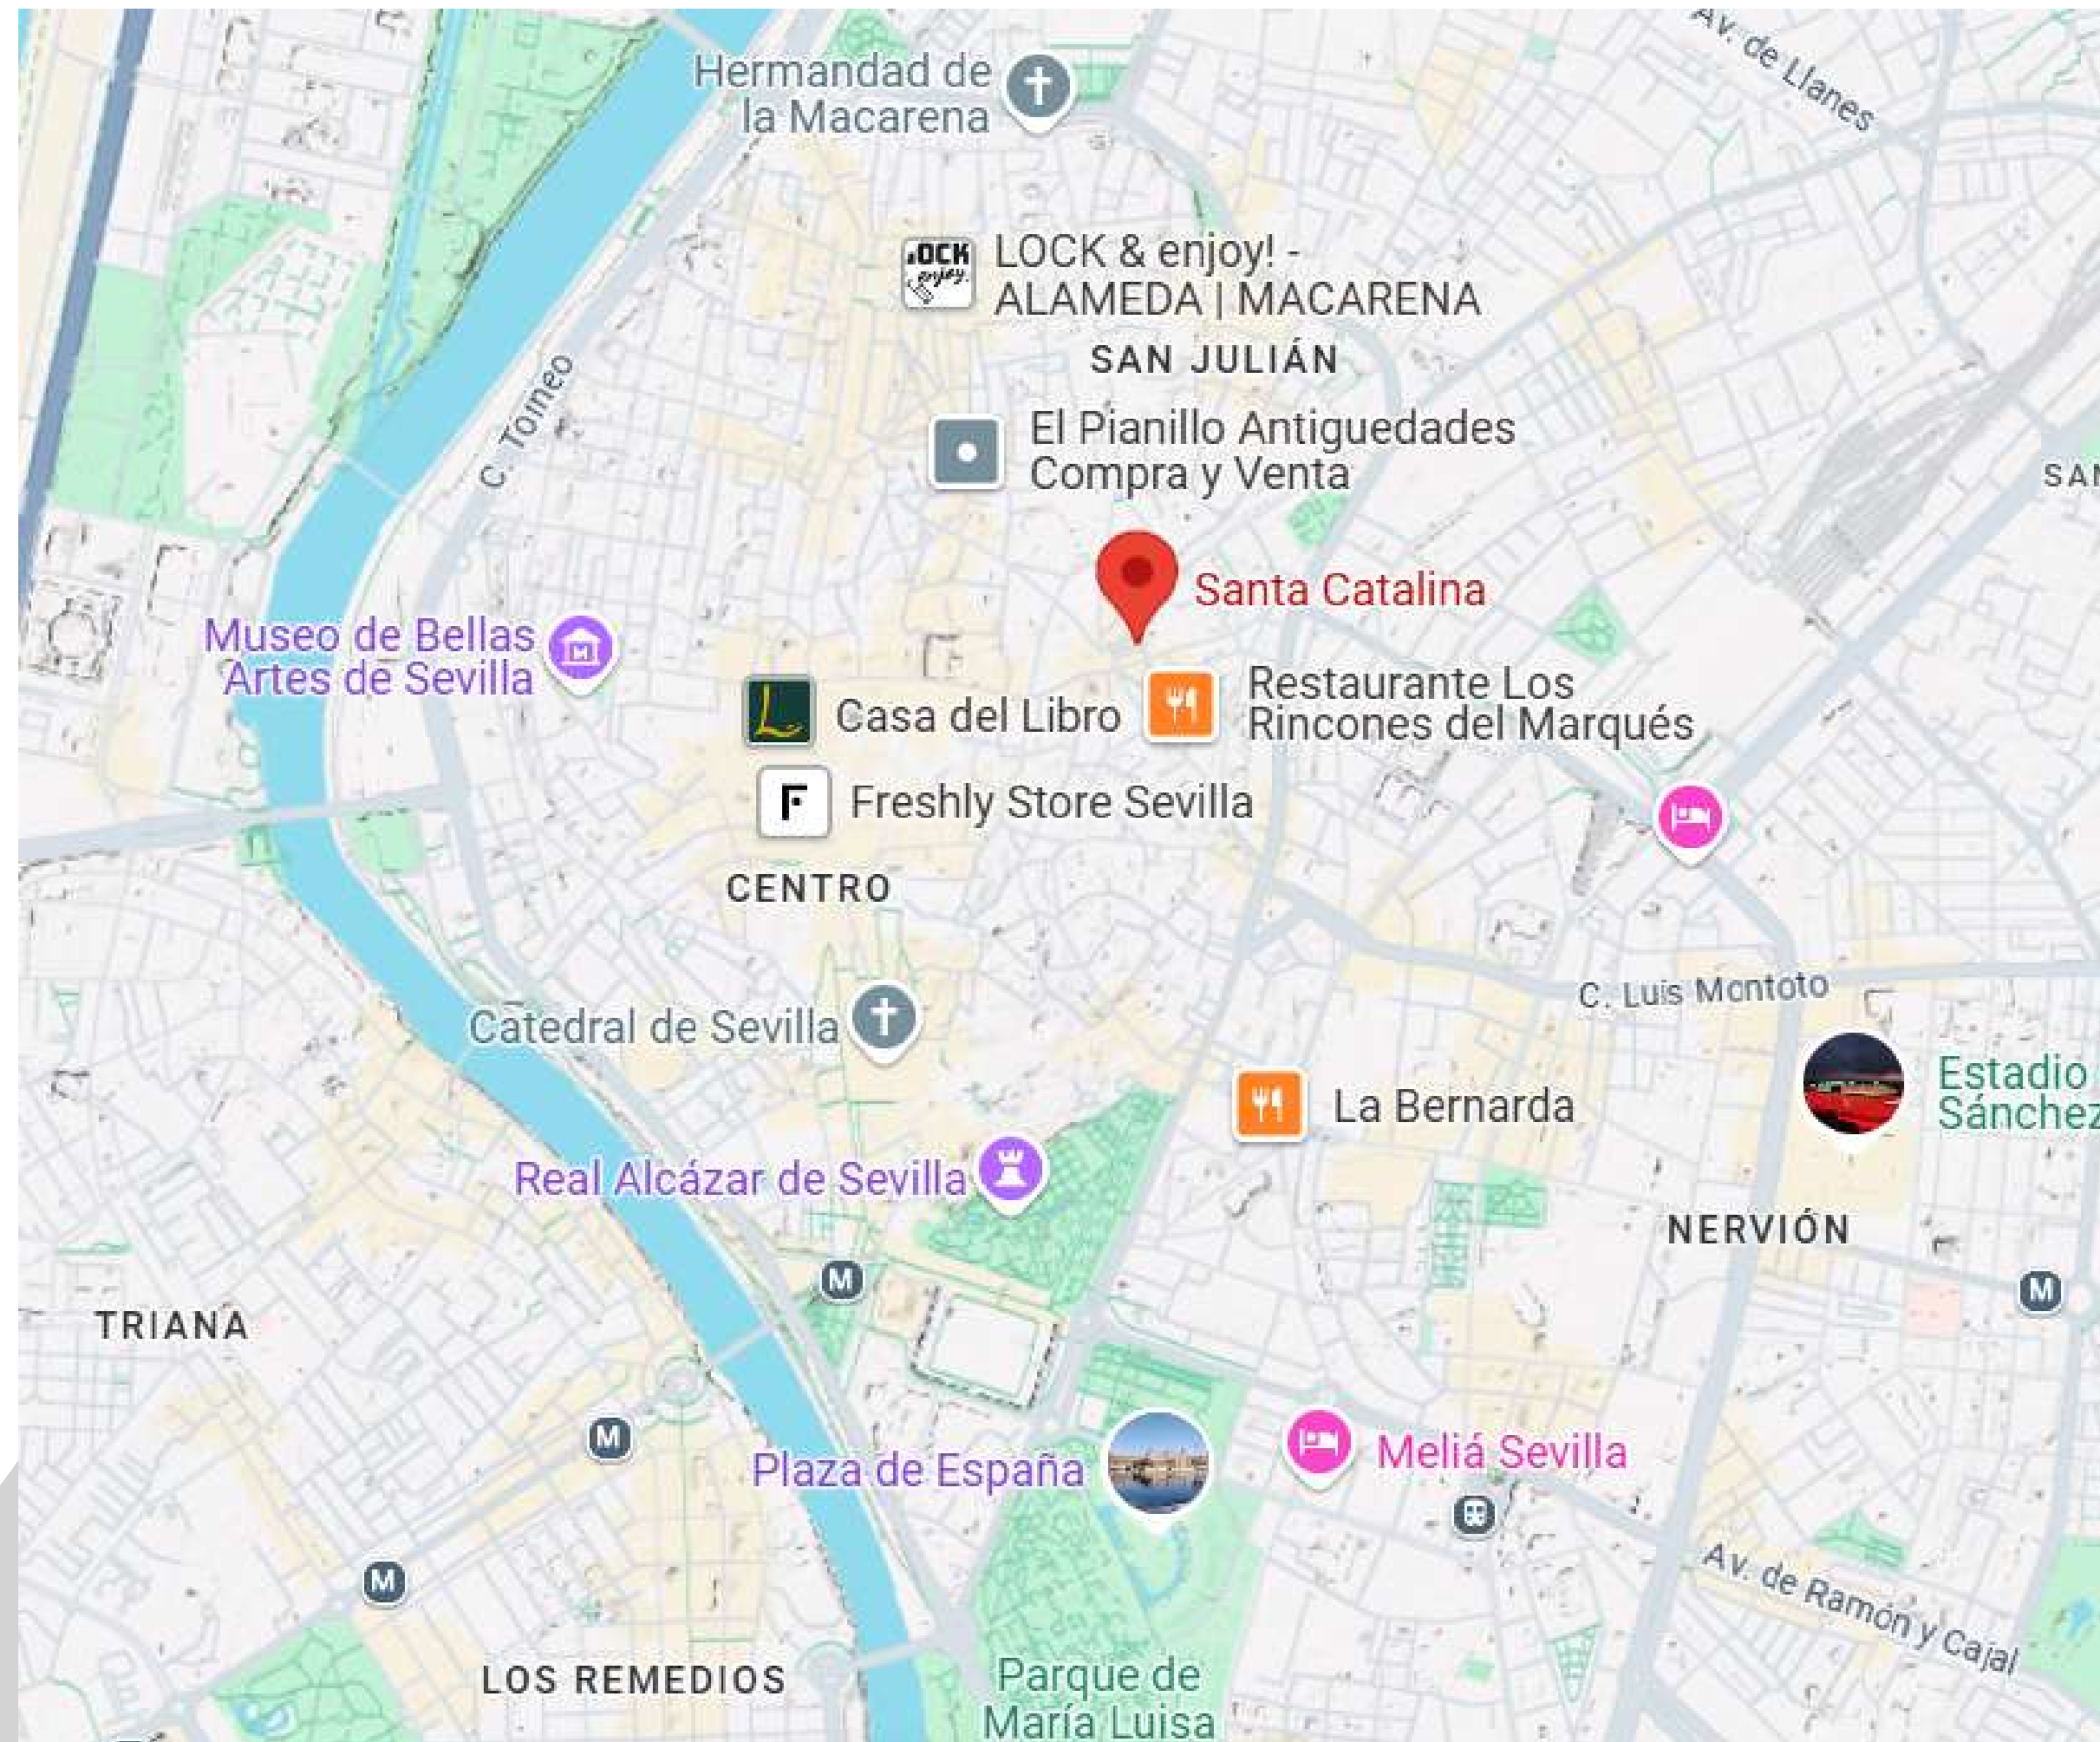 Av. de Llanes
Hermandad de
la Macarena
LOCK
enjoy!
LOCK & enjoy! -
ALAMEDA | MACARENA
SAN JULIÁN
C. Torneo
El Pianillo Antiguedades
Compra y Venta
SAN
Santa Catalina
Museo de Bellas
Artes de Sevilla
M
L
Casa del Libro
Restaurante Los
Rincones del Marqués
F
Freshly Store Sevilla
CENTRO
C. Luis Montoto
Catedral de Sevilla
Estadio
Sánchez
La Bernarda
Real Alcázar de Sevilla
NERVIÓN
M
M
TRIANA
M
Plaza de España
Meliá Sevilla
M
Av. de Ramón y Cajal
LOS REMEDIOS
Parque de
María Luisa